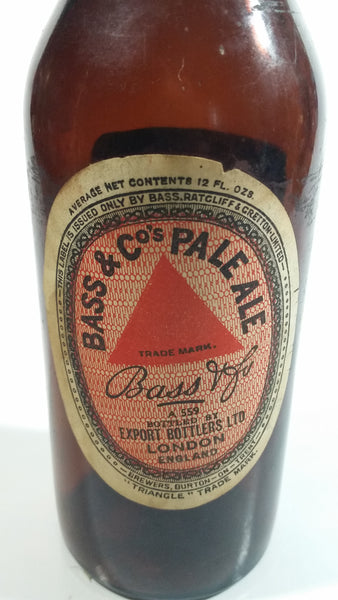 AVERAGE NET CONTENTS 12 FL. OZS.
THIS LABEL IS ISSUED ONLY BY BASS, RATCLIFF & GRETTON, LIMITED
BASS & Co's PALE ALE
TRADE MARK.
Bass & Co
A 559
BOTTLED BY
EXPORT BOTTLERS LTD
LONDON
ENGLAND
BREWERS, BURTON-ON-TRENT.
"TRIANGLE" TRADE MARK.